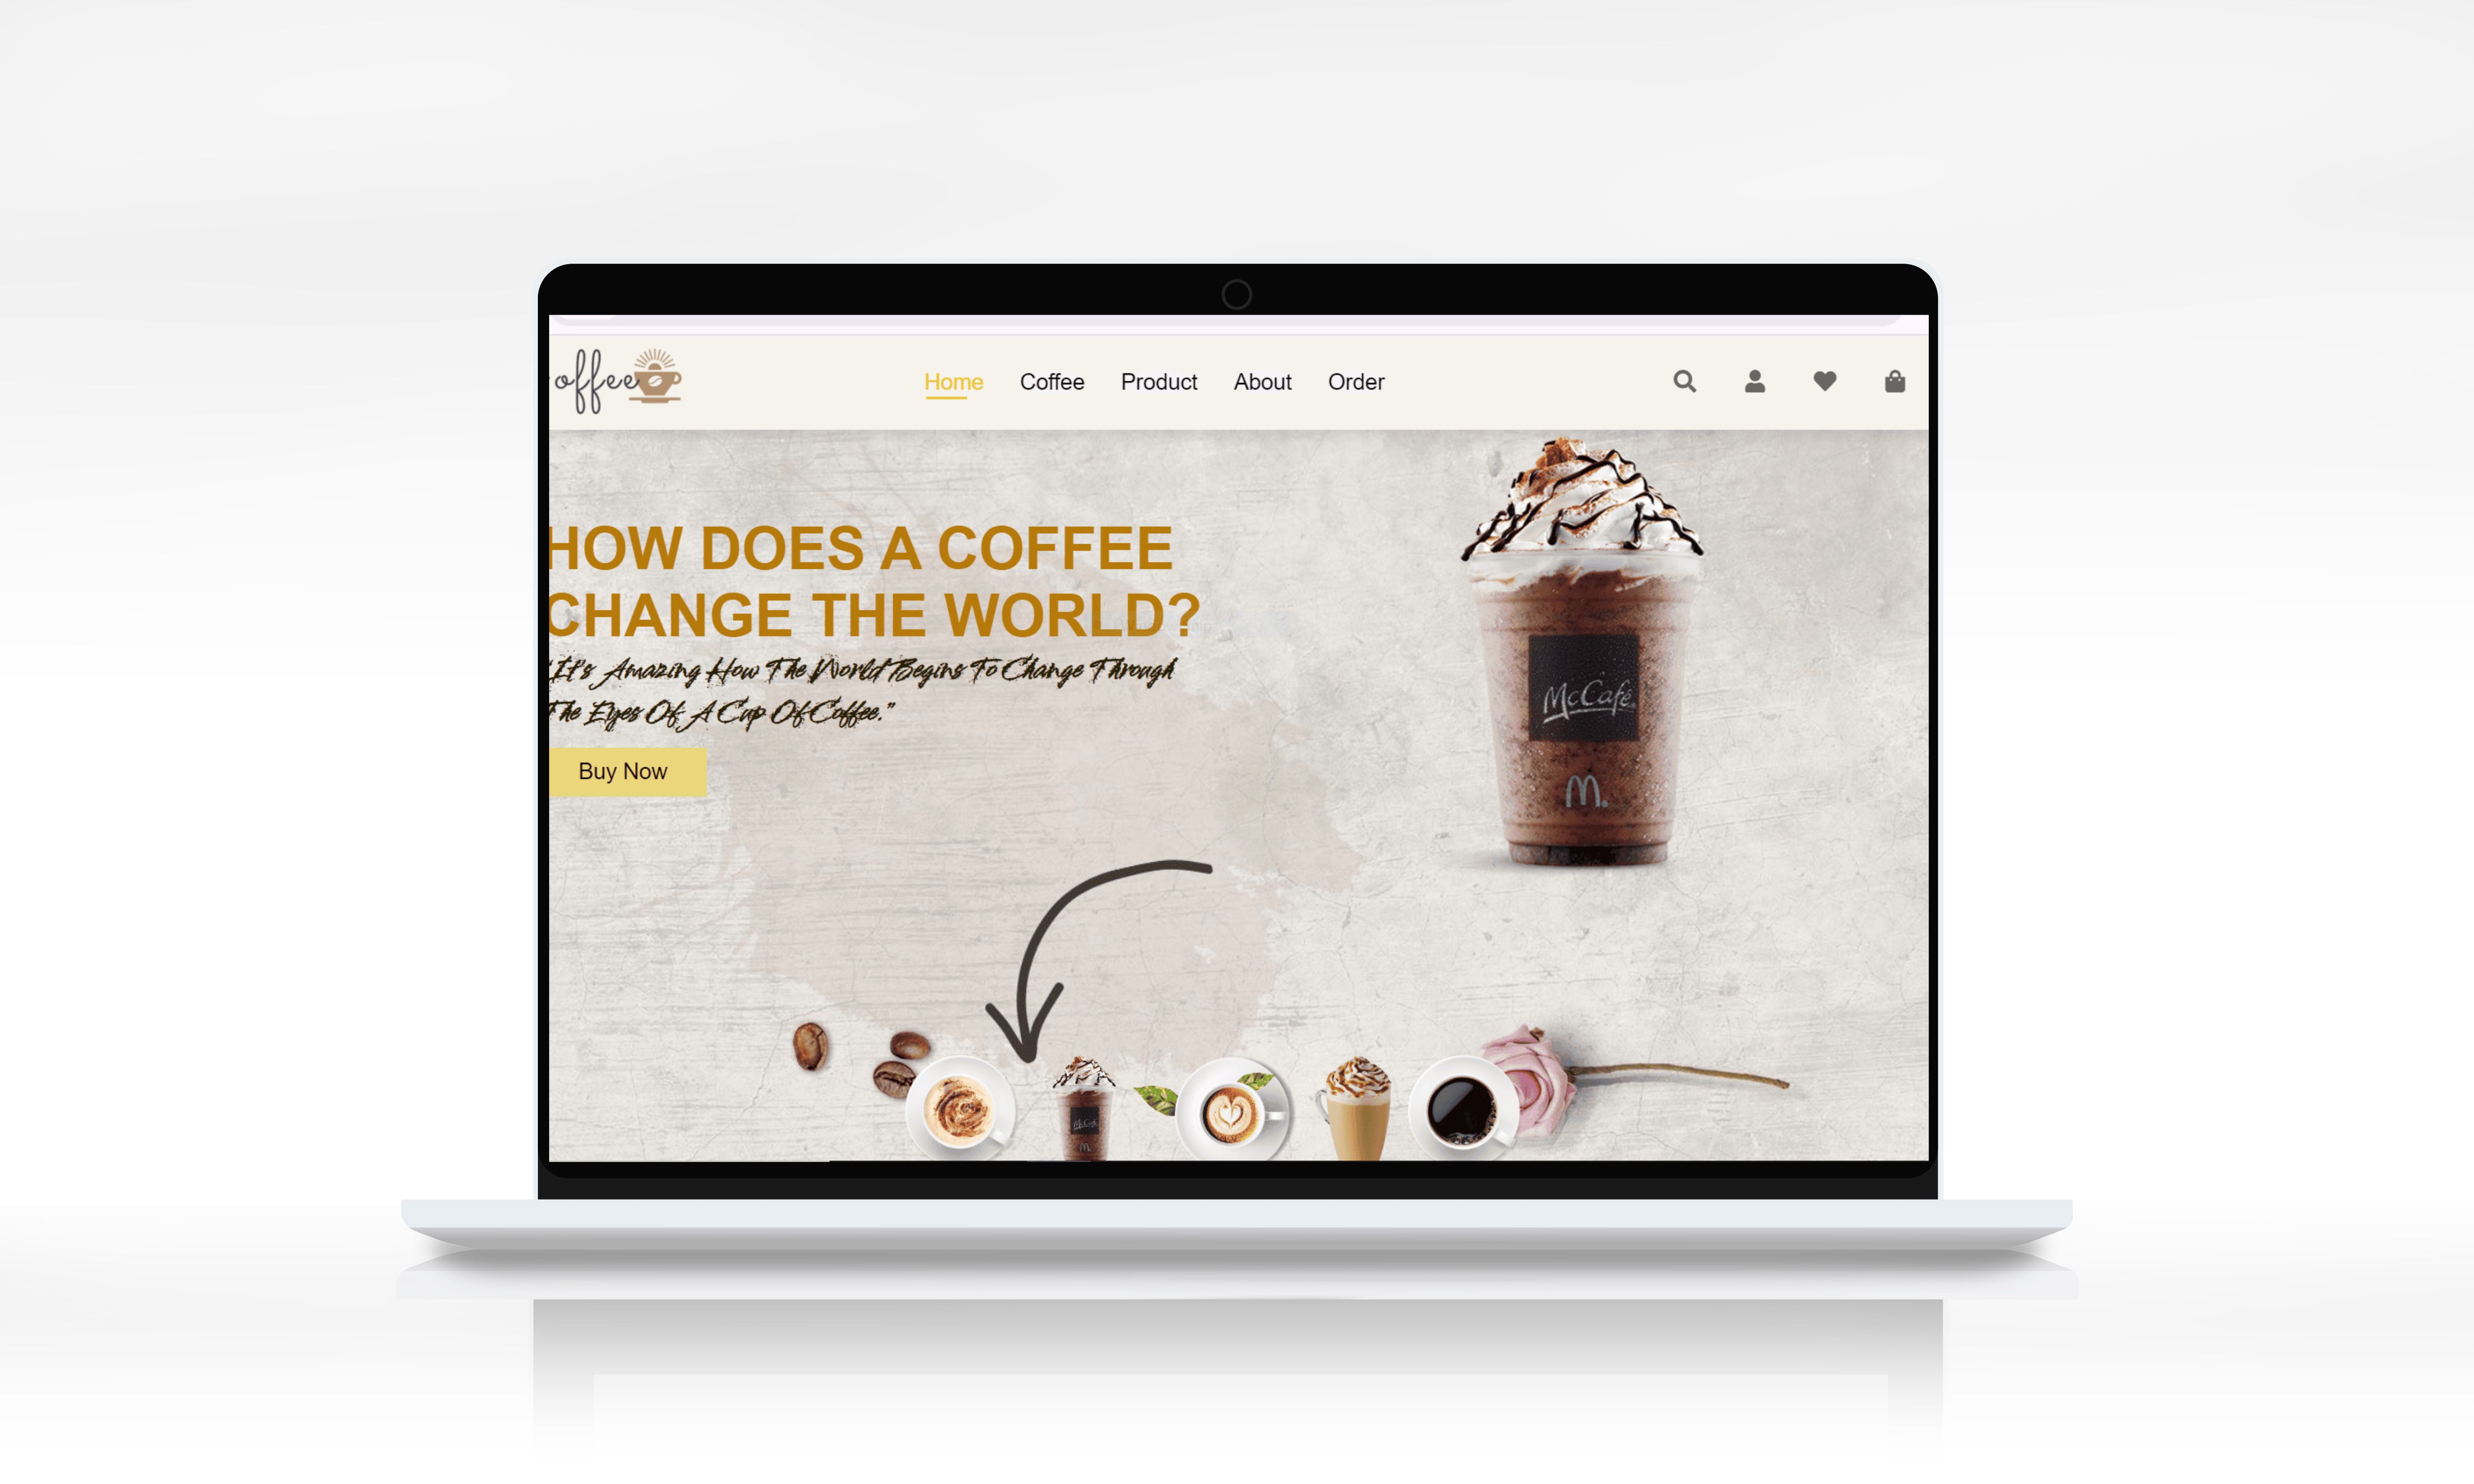 offee
Home Coffee Product About Order
HOW DOES A COFFEE
CHANGE THE WORLD?
"It's Amazing How The World Begins To Change Through
The Eyes Of A Cup Of Coffee."
Buy Now
McCafé
M
McCafé
M